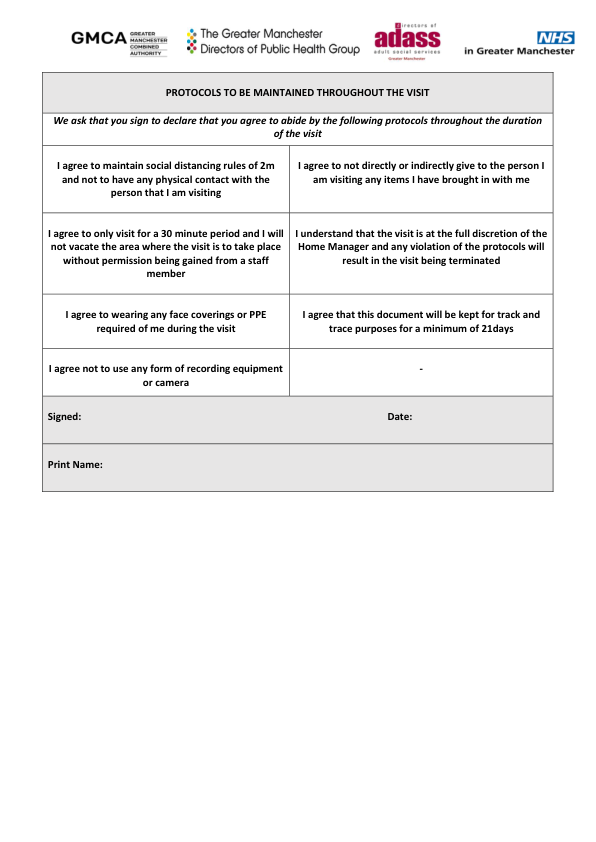 GMCA GREATER
MANCHESTER
COMBINED
AUTHORITY
The Greater Manchester
Directors of Public Health Group
directors of
adass
adult social services
Greater Manchester
NHS
in Greater Manchester
PROTOCOLS TO BE MAINTAINED THROUGHOUT THE VISIT
We ask that you sign to declare that you agree to abide by the following protocols throughout the duration
of the visit
I agree to maintain social distancing rules of 2m
and not to have any physical contact with the
person that I am visiting
I agree to not directly or indirectly give to the person I
am visiting any items I have brought in with me
I agree to only visit for a 30 minute period and I will
not vacate the area where the visit is to take place
without permission being gained from a staff
member
I understand that the visit is at the full discretion of the
Home Manager and any violation of the protocols will
result in the visit being terminated
I agree to wearing any face coverings or PPE
required of me during the visit
I agree that this document will be kept for track and
trace purposes for a minimum of 21days
I agree not to use any form of recording equipment
or camera
-
Signed: Date:
Print Name: